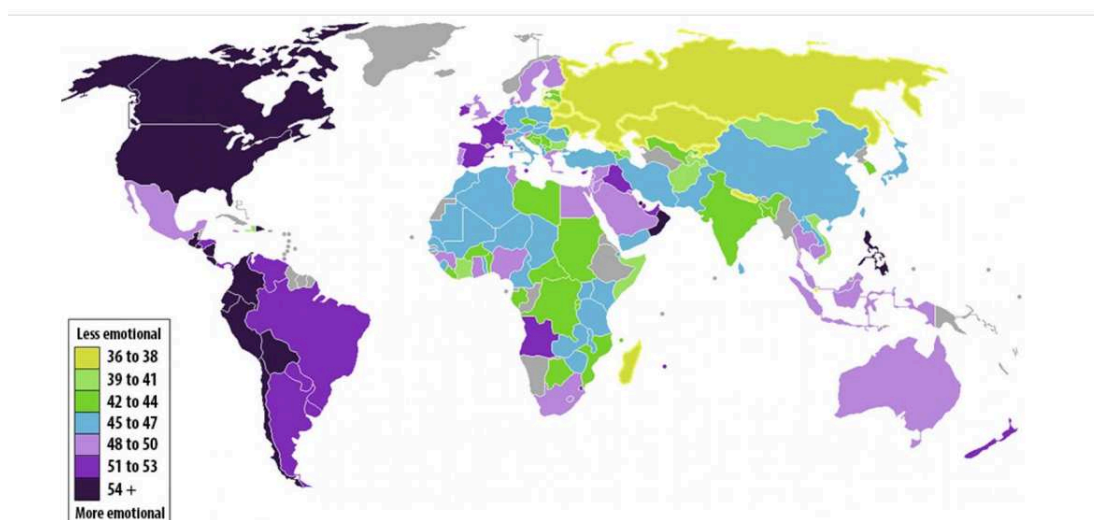 Less emotional
36 to 38
39 to 41
42 to 44
45 to 47
48 to 50
51 to 53
54 +
More emotional